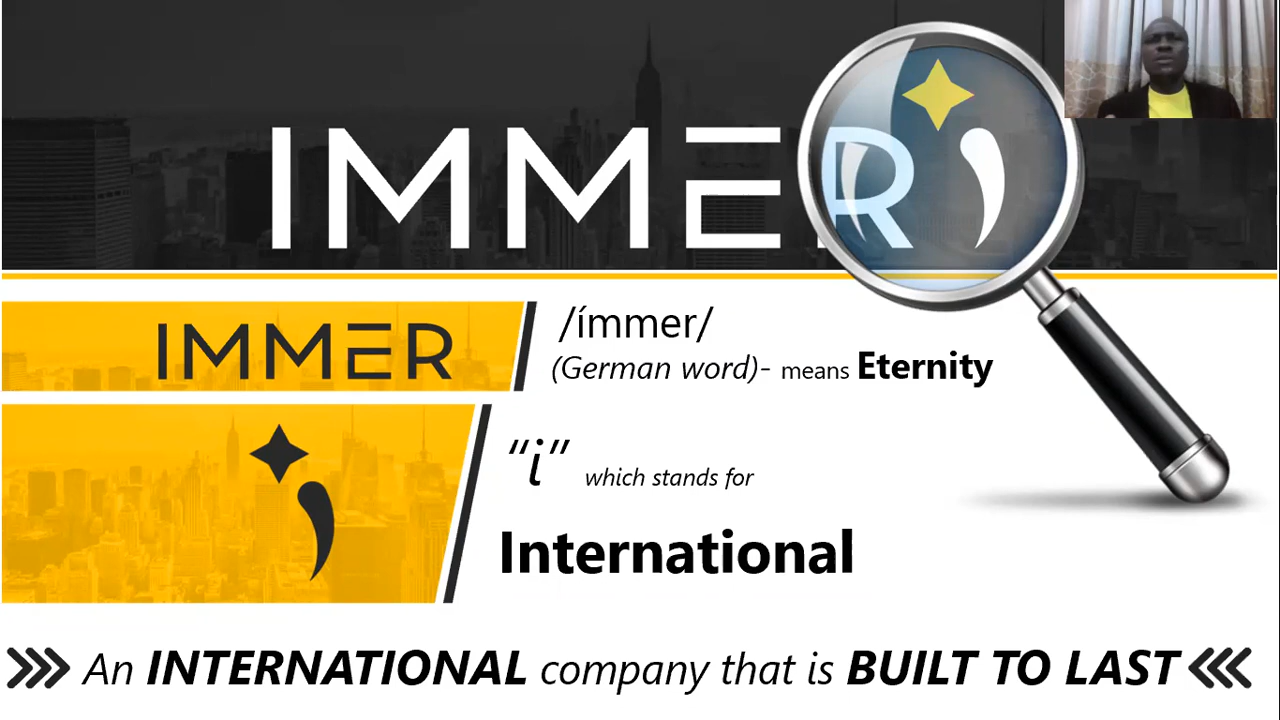 IMMER
IMMER
/ímmer/
(German word)- means Eternity
“i” which stands for
International
An INTERNATIONAL company that is BUILT TO LAST